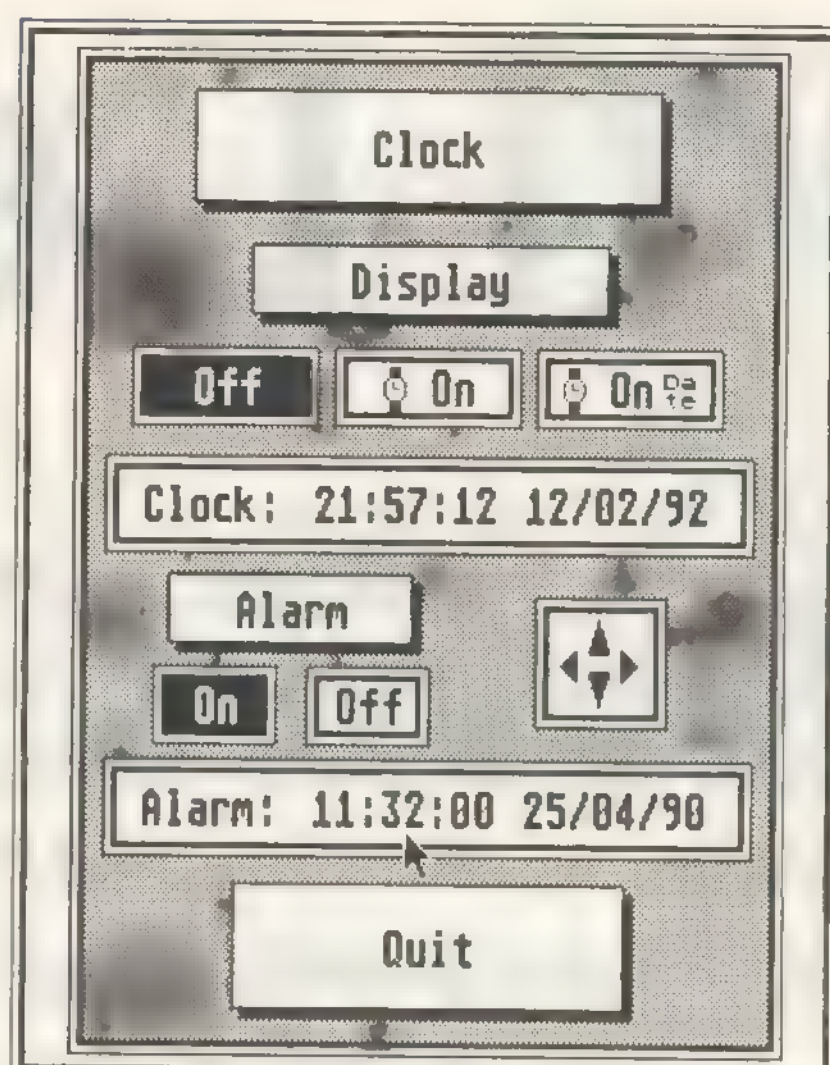 Clock
Display
Off On On Date
Clock: 21:57:12 12/02/92
Alarm
On Off
Alarm: 11:32:00 25/04/90
Quit